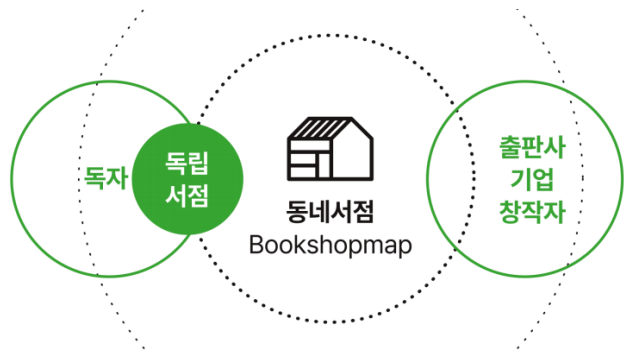 독자
독립
서점
동네서점
Bookshopmap
출판사
기업
창작자